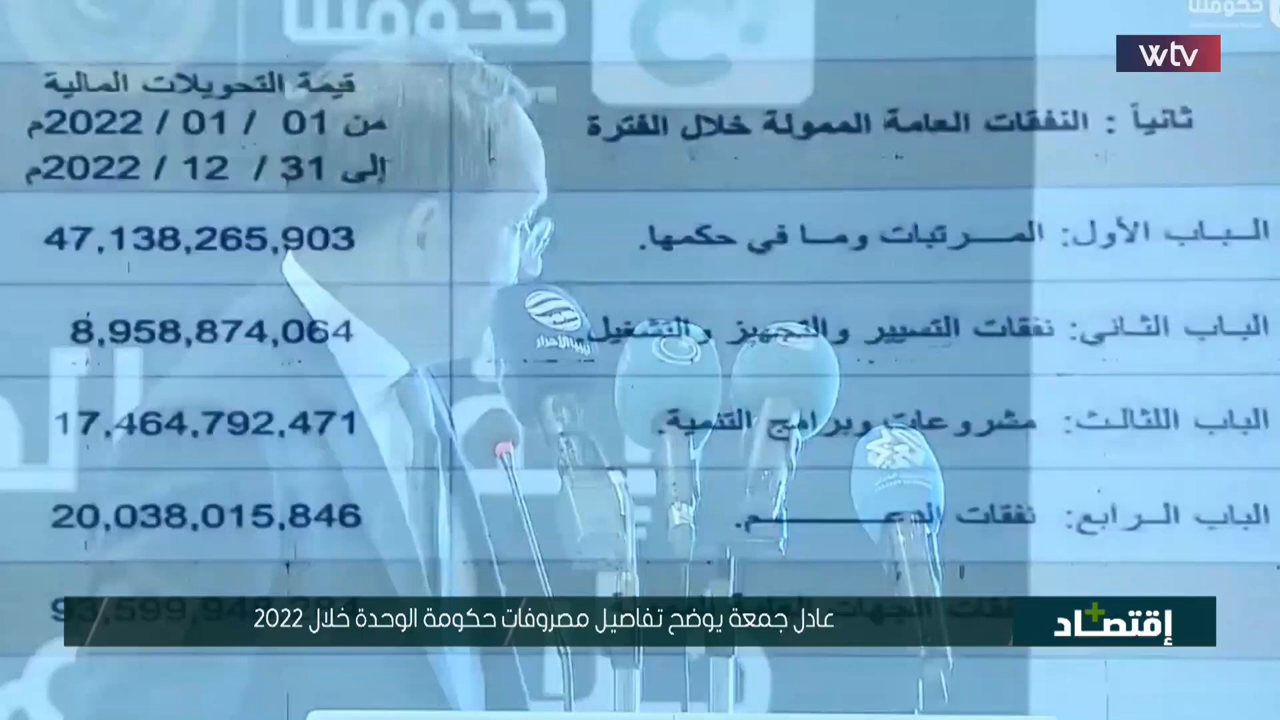 حكومتنا
حكومتنا
wtv
قيمة التحويلات المالية
ثانياً : النفقات العامة الممولة خلال الفترة
من 01 / 01 / 2022م
إلى 31 / 12 / 2022م
الباب الأول: المرتبات وما في حكمها.
47,138,265,903
الباب الثاني: نفقات التسيير والتجهيز والتشغيل
8,958,874,064
الباب اللثالث: مشروعات وبرامج التنمية.
17,464,792,471
الباب الرابع: نفقات الدعم.
20,038,015,846
إقتصاد+
عادل جمعة يوضح تفاصيل مصروفات حكومة الوحدة خلال 2022